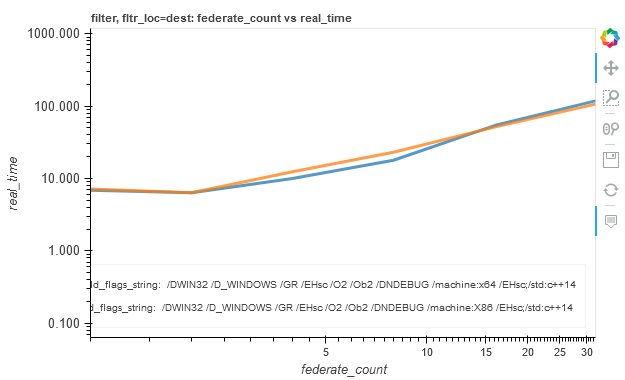 filter, fltr_loc=dest: federate_count vs real_time
1000.000
100.000
10.000
1.000
0.100
real_time
ld_flags_string: /DWIN32 /D_WINDOWS /GR /EHsc /O2 /Ob2 /DNDEBUG /machine:x64 /EHsc;/std:c++14
d_flags_string: /DWIN32 /D_WINDOWS /GR /EHsc /O2 /Ob2 /DNDEBUG /machine:X86 /EHsc;/std:c++14
5 10 15 20 25 30
federate_count